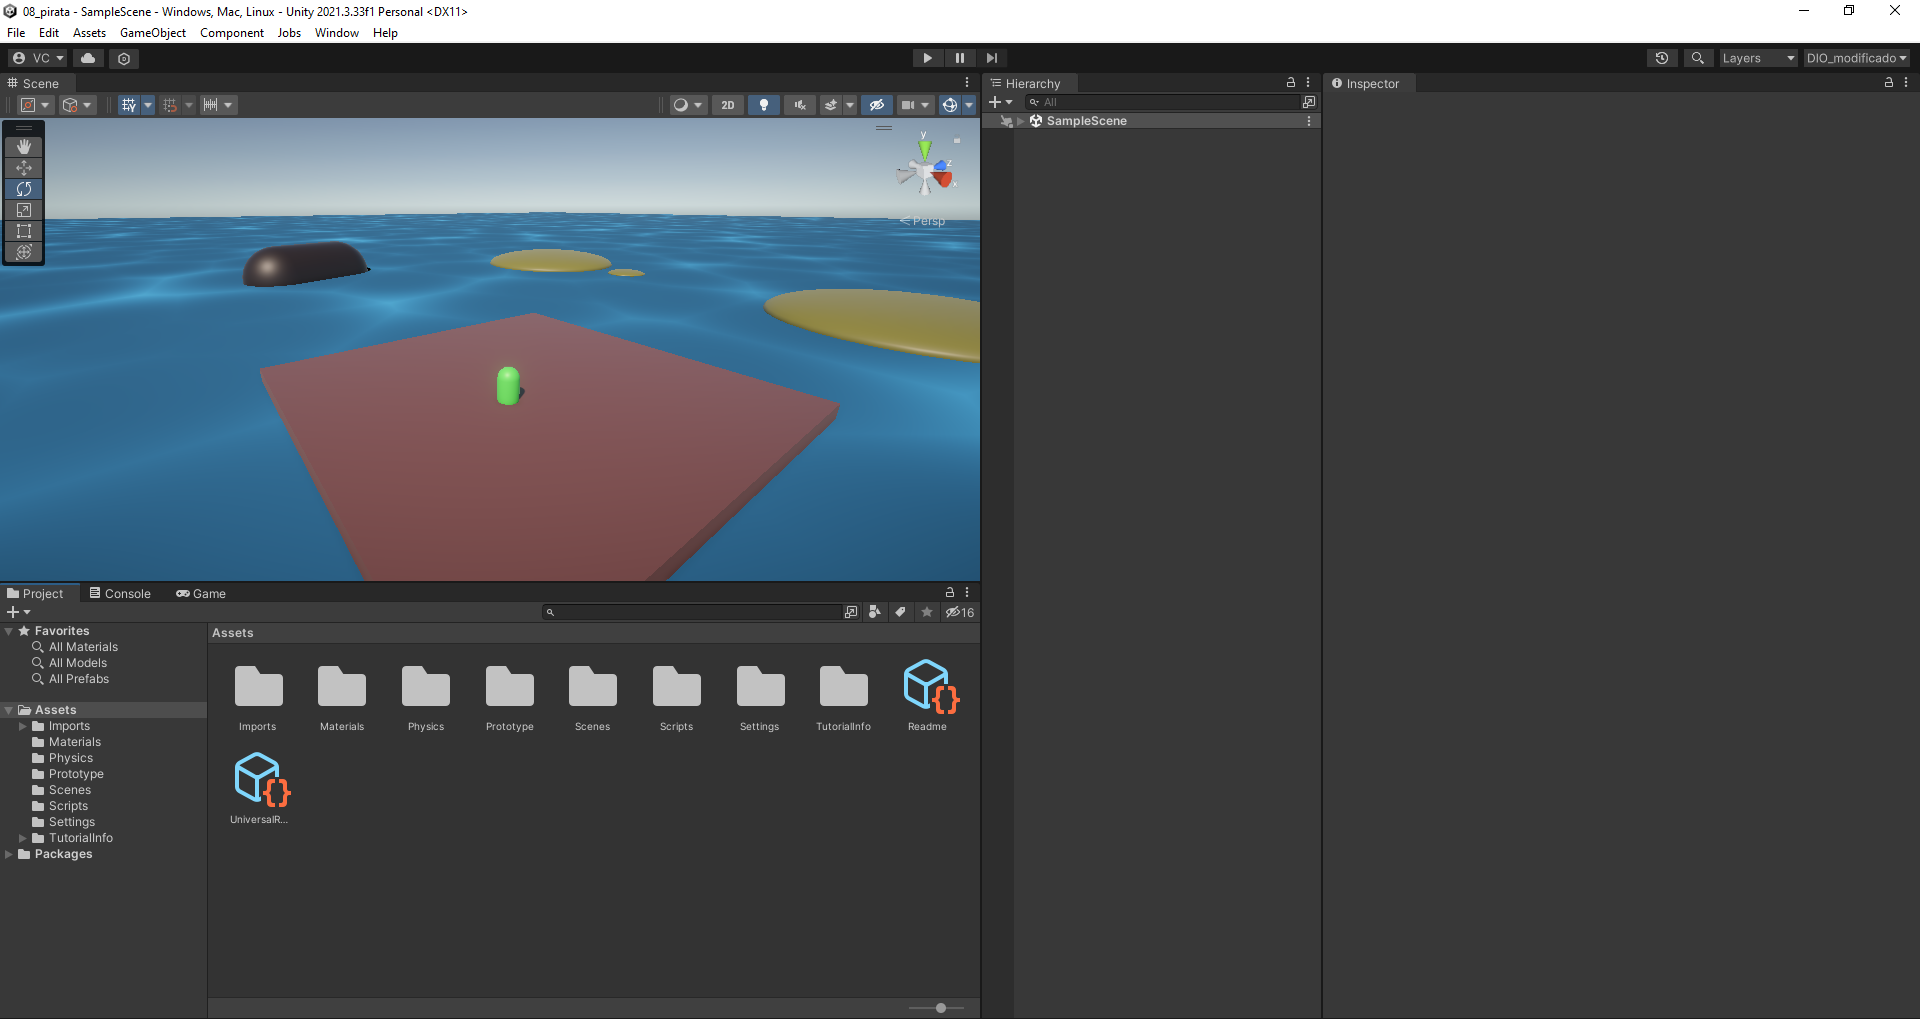 08_pirata - SampleScene - Windows, Mac, Linux - Unity 2021.3.33f1 Personal <DX11>
File Edit Assets GameObject Component Jobs Window Help
VC Layers DIO_modificado
Scene
2D
y
z
x
Persp
Hierarchy
All
SampleScene
Inspector
Project Console Game
16
Favorites
All Materials
All Models
All Prefabs
Assets
Imports
Materials
Physics
Prototype
Scenes
Scripts
Settings
TutorialInfo
Packages
Assets
Imports Materials Physics Prototype Scenes Scripts Settings TutorialInfo Readme
UniversalR...